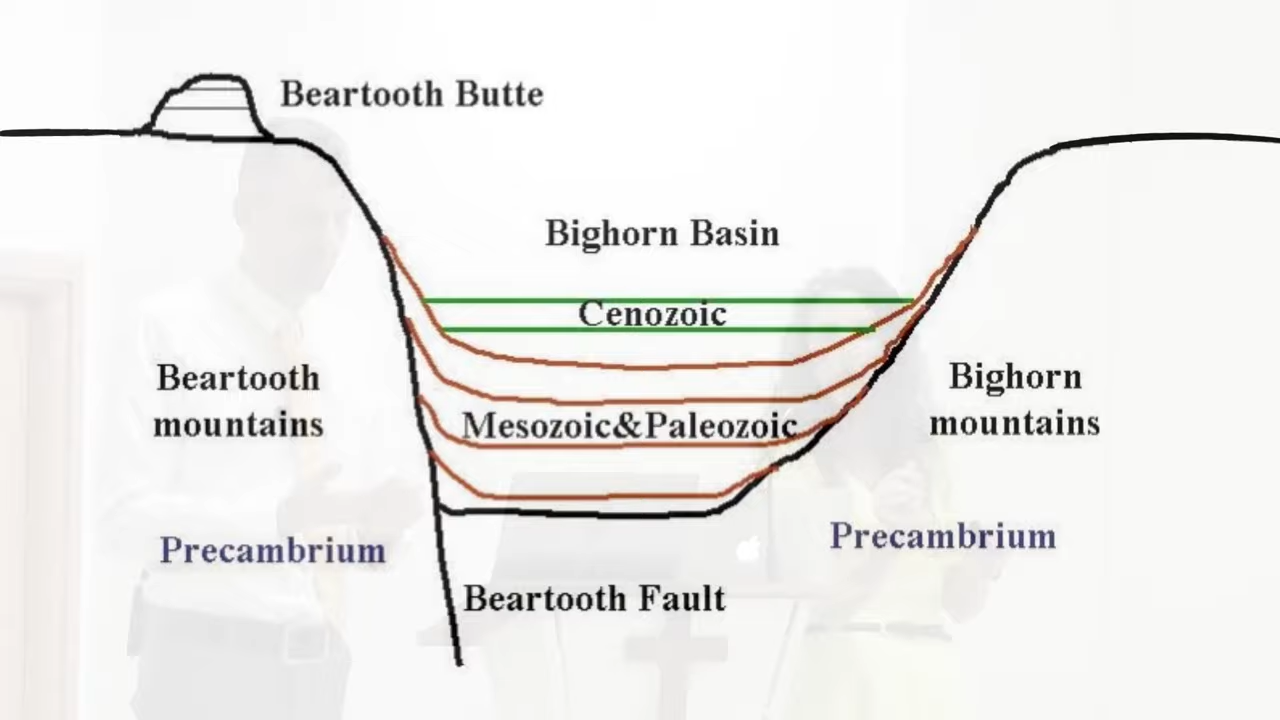 Beartooth Butte
Bighorn Basin
Cenozoic
Beartooth
mountains
Bighorn
mountains
Mesozoic&Paleozoic
Precambrium
Precambrium
Beartooth Fault